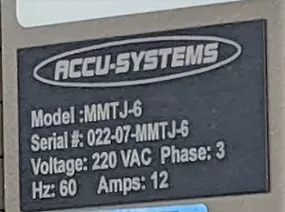 ACCU-SYSTEMS
Model :MMTJ-6
Serial #: 022-07-MMTJ-6
Voltage: 220 VAC Phase: 3
Hz: 60 Amps: 12